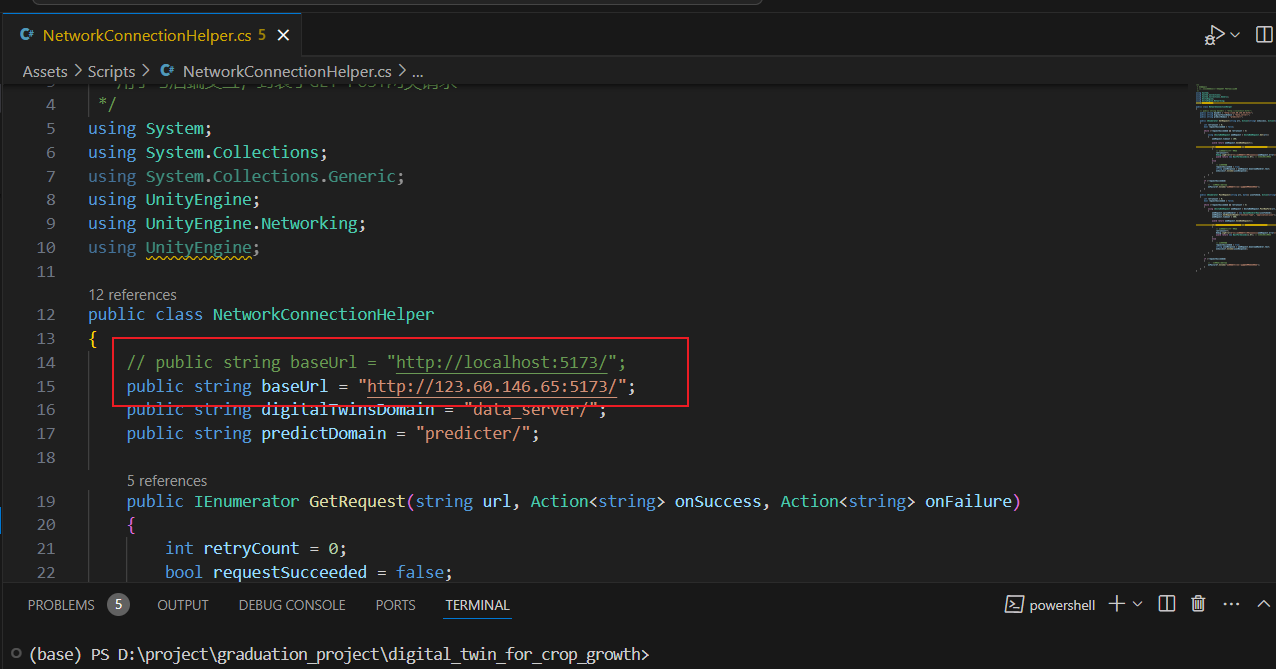 NetworkConnectionHelper.cs 5
Assets > Scripts > NetworkConnectionHelper.cs > ...
4 */
5 using System;
6 using System.Collections;
7 using System.Collections.Generic;
8 using UnityEngine;
9 using UnityEngine.Networking;
10 using UnityEngine;
11
12 references
12 public class NetworkConnectionHelper
13 {
14 // public string baseUrl = "http://localhost:5173/";
15 public string baseUrl = "http://123.60.146.65:5173/";
16 public string digitalTwinsDomain = "data_server/";
17 public string predictDomain = "predicter/";
18
5 references
19 public IEnumerator GetRequest(string url, Action<string> onSuccess, Action<string> onFailure)
20 {
21 int retryCount = 0;
22 bool requestSucceeded = false;
PROBLEMS 5 OUTPUT DEBUG CONSOLE PORTS TERMINAL powershell
(base) PS D:\project\graduation_project\digital_twin_for_crop_growth>